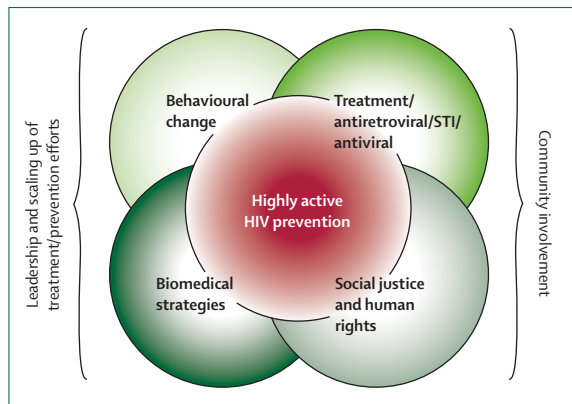 Leadership and scaling up of
treatment/prevention efforts
Behavioural
change
Treatment/
antiretroviral/STI/
antiviral
Highly active
HIV prevention
Biomedical
strategies
Social justice
and human
rights
Community involvement